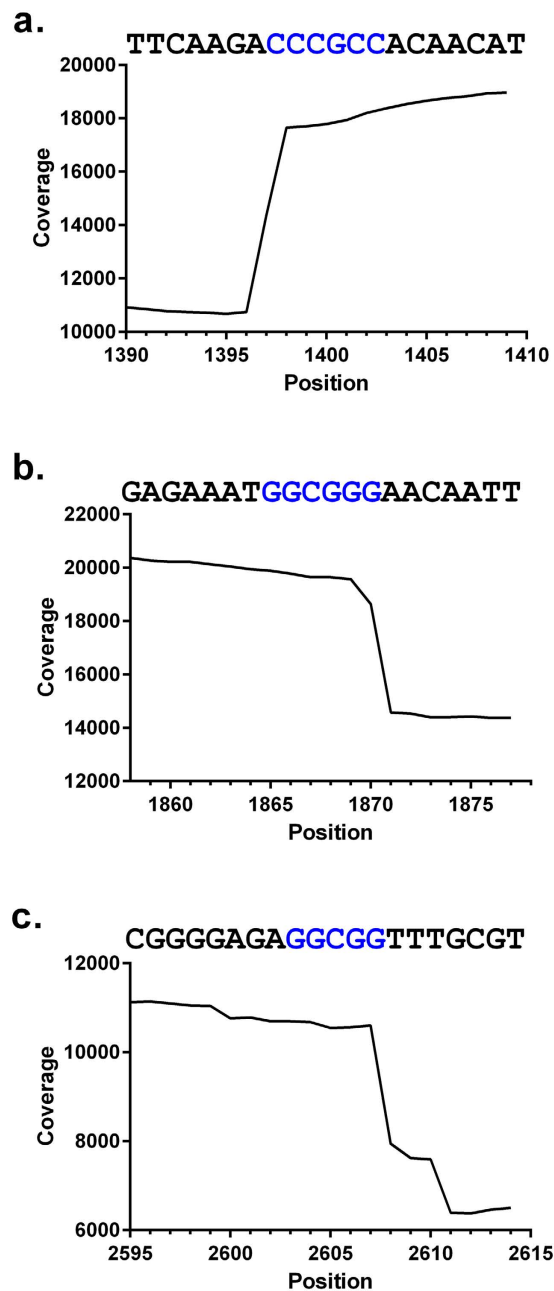 a.
TTCAAGACCCGCCACAACAT
20000
18000
16000
14000
12000
10000
Coverage
1390 1395 1400 1405 1410
Position
b.
GAGAAATGGCGGGAACAATT
22000
20000
18000
16000
14000
12000
Coverage
1860 1865 1870 1875
Position
c.
CGGGGAGAGGCGGTTTGCGT
12000
10000
8000
6000
Coverage
2595 2600 2605 2610 2615
Position